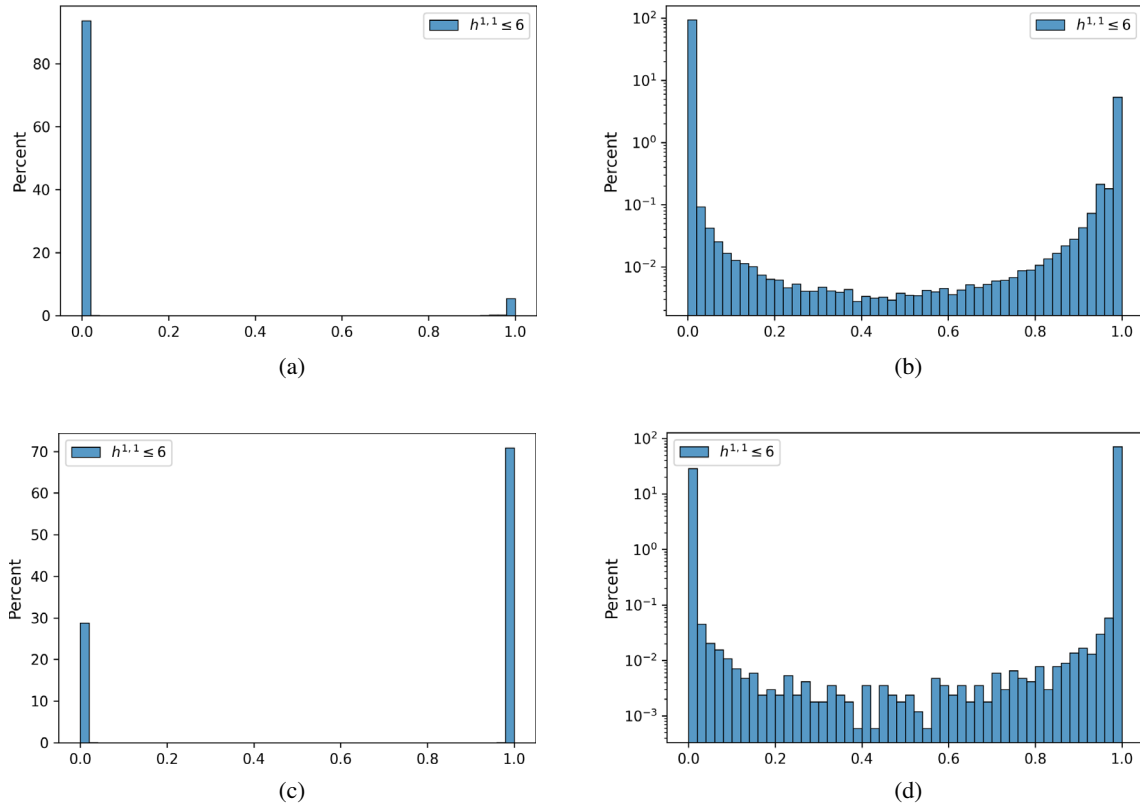 $h^{1,1} \leq 6$
Percent
80
60
40
20
0
0.0 0.2 0.4 0.6 0.8 1.0
(a)
$h^{1,1} \leq 6$
Percent
$10^2$
$10^1$
$10^0$
$10^{-1}$
$10^{-2}$
0.0 0.2 0.4 0.6 0.8 1.0
(b)
$h^{1,1} \leq 6$
Percent
70
60
50
40
30
20
10
0
0.0 0.2 0.4 0.6 0.8 1.0
(c)
$h^{1,1} \leq 6$
Percent
$10^2$
$10^1$
$10^0$
$10^{-1}$
$10^{-2}$
$10^{-3}$
0.0 0.2 0.4 0.6 0.8 1.0
(d)